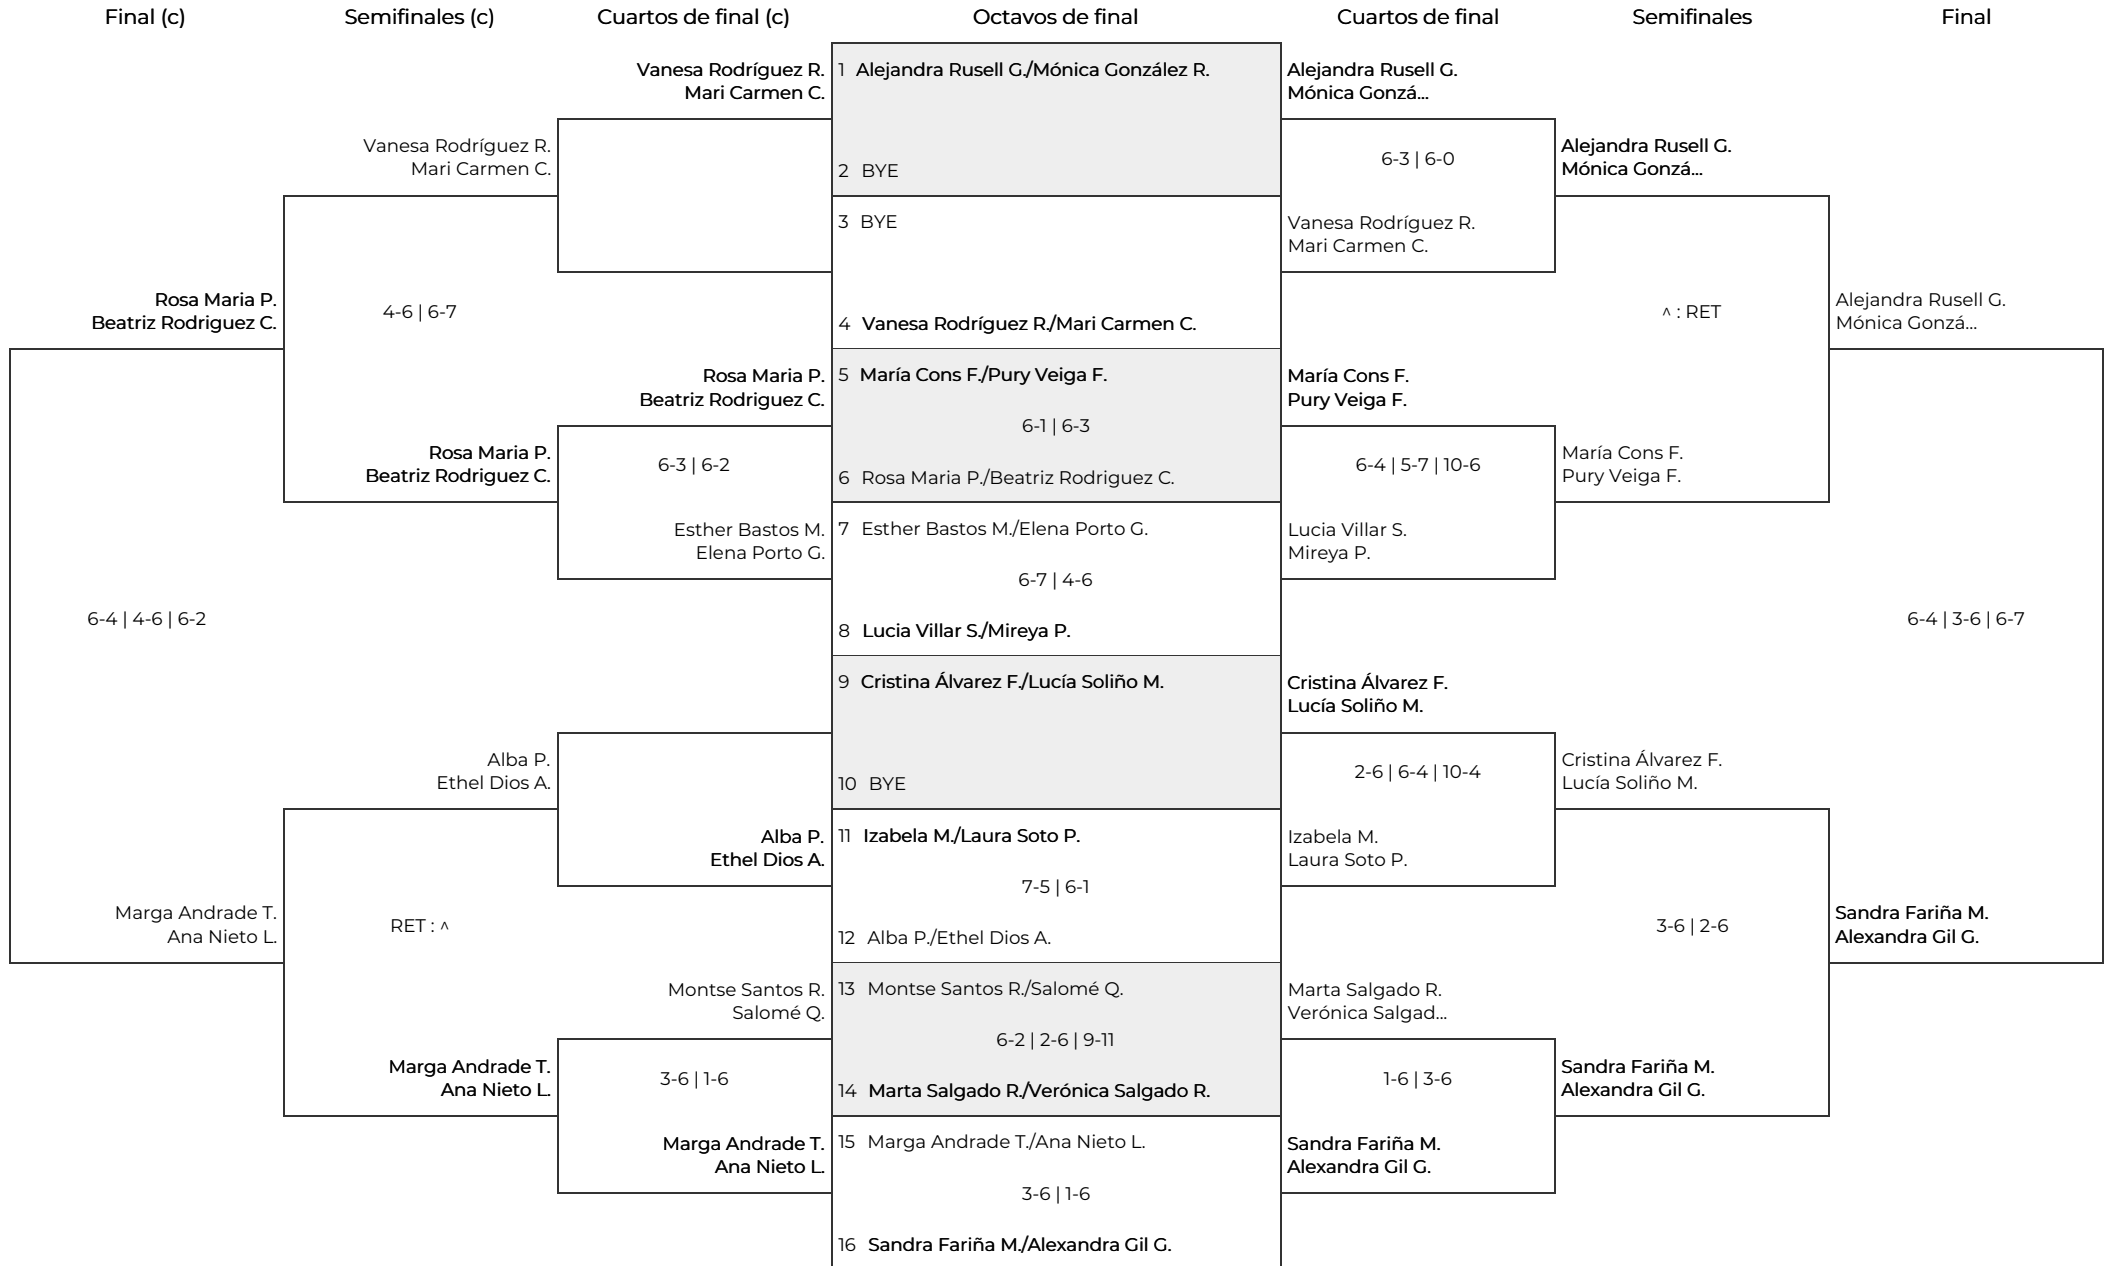 Final (c)
Semifinales (c)
Cuartos de final (c)
Octavos de final
Cuartos de final
Semifinales
Final
Rosa Maria P.
Beatriz Rodriguez C.
6-4 | 4-6 | 6-2
Marga Andrade T.
Ana Nieto L.
Vanesa Rodríguez R.
Mari Carmen C.
4-6 | 6-7
Rosa Maria P.
Beatriz Rodriguez C.
Alba P.
Ethel Dios A.
RET : ^
Marga Andrade T.
Ana Nieto L.
Vanesa Rodríguez R.
Mari Carmen C.
Rosa Maria P.
Beatriz Rodriguez C.
6-3 | 6-2
Esther Bastos M.
Elena Porto G.
Alba P.
Ethel Dios A.
Montse Santos R.
Salomé Q.
3-6 | 1-6
Marga Andrade T.
Ana Nieto L.
1 Alejandra Rusell G./Mónica González R.
2 BYE
3 BYE
4 Vanesa Rodríguez R./Mari Carmen C.
5 María Cons F./Pury Veiga F.
6-1 | 6-3
6 Rosa Maria P./Beatriz Rodriguez C.
7 Esther Bastos M./Elena Porto G.
6-7 | 4-6
8 Lucia Villar S./Mireya P.
9 Cristina Álvarez F./Lucía Soliño M.
10 BYE
11 Izabela M./Laura Soto P.
7-5 | 6-1
12 Alba P./Ethel Dios A.
13 Montse Santos R./Salomé Q.
6-2 | 2-6 | 9-11
14 Marta Salgado R./Verónica Salgado R.
15 Marga Andrade T./Ana Nieto L.
3-6 | 1-6
16 Sandra Fariña M./Alexandra Gil G.
Alejandra Rusell G.
Mónica Gonzá...
6-3 | 6-0
Vanesa Rodríguez R.
Mari Carmen C.
María Cons F.
Pury Veiga F.
6-4 | 5-7 | 10-6
Lucia Villar S.
Mireya P.
Cristina Álvarez F.
Lucía Soliño M.
2-6 | 6-4 | 10-4
Izabela M.
Laura Soto P.
Marta Salgado R.
Verónica Salgad...
1-6 | 3-6
Sandra Fariña M.
Alexandra Gil G.
Alejandra Rusell G.
Mónica Gonzá...
^ : RET
María Cons F.
Pury Veiga F.
Cristina Álvarez F.
Lucía Soliño M.
3-6 | 2-6
Sandra Fariña M.
Alexandra Gil G.
Alejandra Rusell G.
Mónica Gonzá...
6-4 | 3-6 | 6-7
Sandra Fariña M.
Alexandra Gil G.